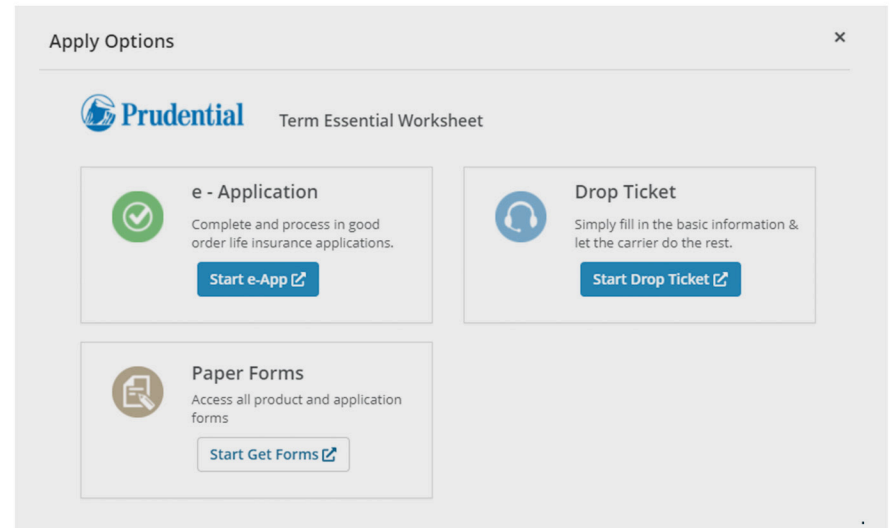 Apply Options
×
Prudential
Term Essential Worksheet
e - Application
Complete and process in good
order life insurance applications.
Start e-App
Drop Ticket
Simply fill in the basic information &
let the carrier do the rest.
Start Drop Ticket
Paper Forms
Access all product and application
forms
Start Get Forms
.